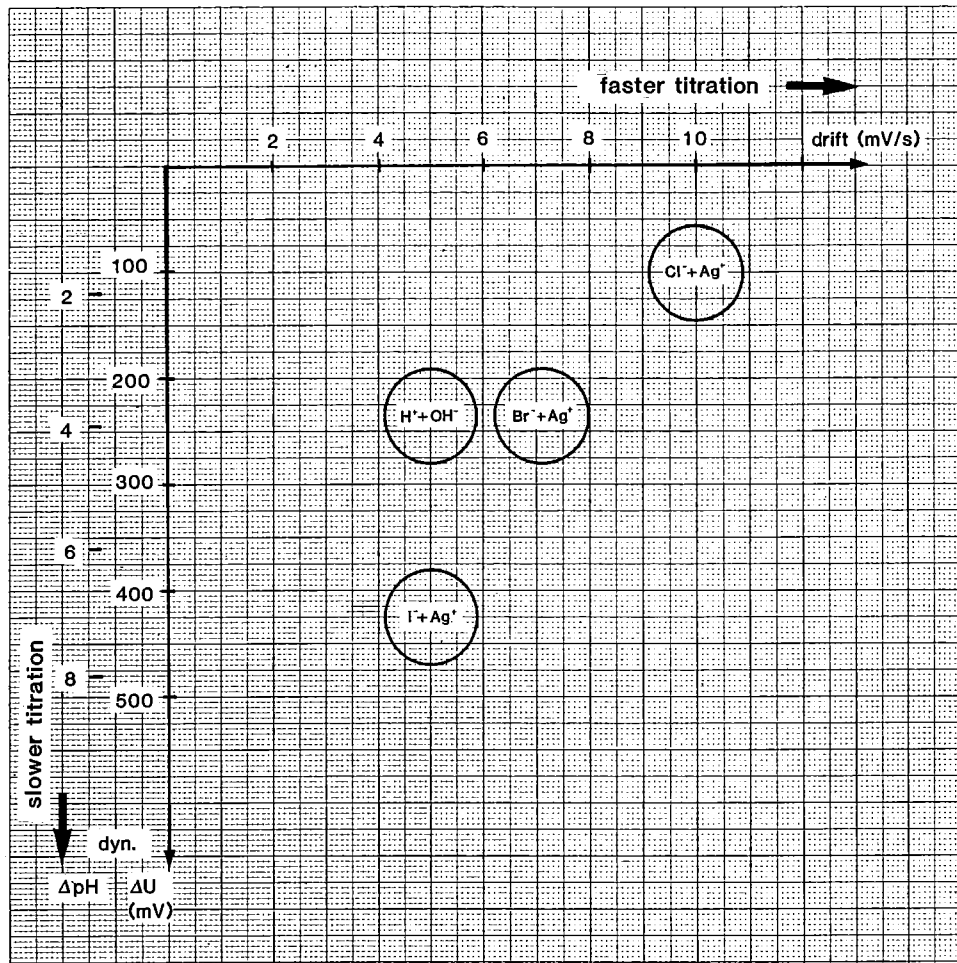 faster titration
2 4 6 8 10 drift (mV/s)
100
Cl⁻+Ag⁺
2
200
H⁺+OH⁻ Br⁻+Ag⁺
4
300
6
400
I⁻+Ag⁺
8
500
slower titration
dyn.
ΔpH ΔU
(mV)